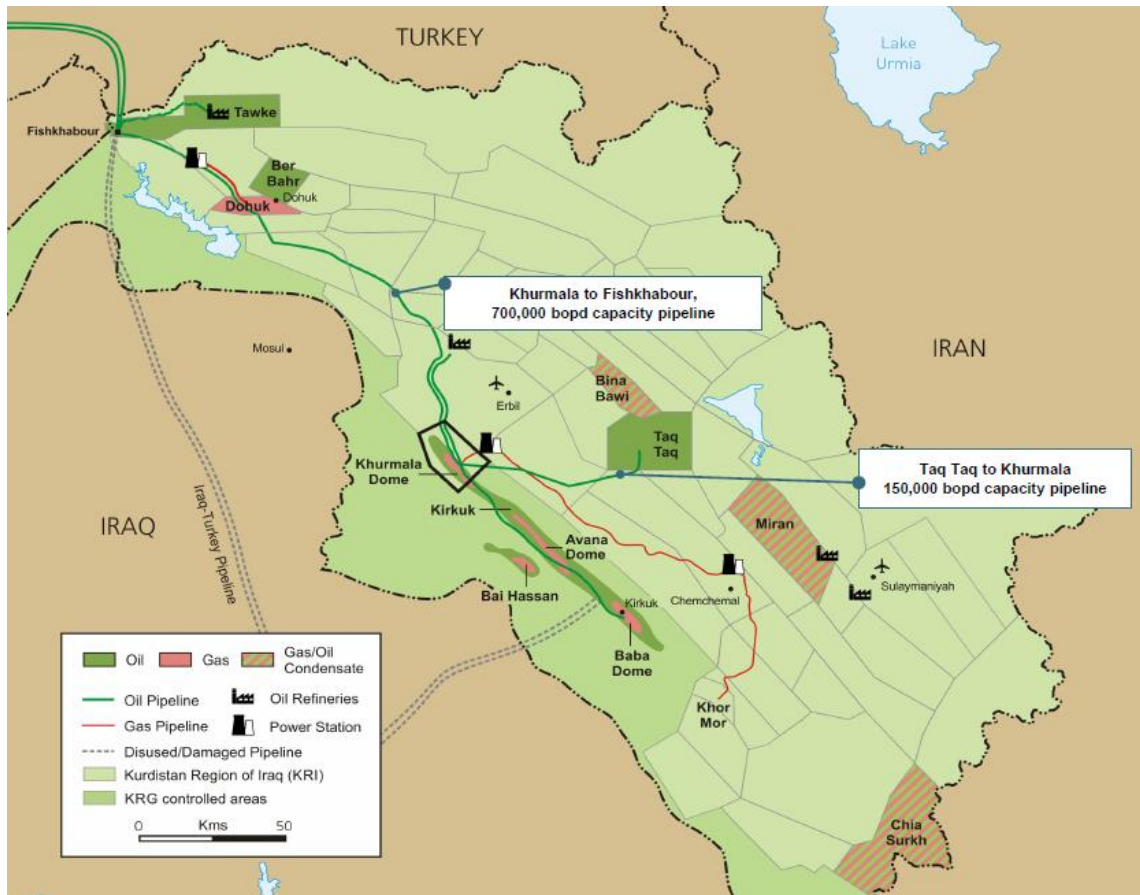 TURKEY
Lake
Urmia
Tawke
Fishkhabour
Ber
Bahr
Dohuk
Dohuk
Khurmala to Fishkhabour,
700,000 bopd capacity pipeline
Mosul
IRAN
Bina
Bawi
Erbil
Taq
Taq
Khurmala
Dome
Taq Taq to Khurmala
150,000 bopd capacity pipeline
Kirkuk
IRAQ
Miran
Avana
Dome
Iraq-Turkey Pipeline
Bai Hassan
Chemchemal
Sulaymaniyah
Kirkuk
Baba
Dome
Khor
Mor
Oil
Gas
Gas/Oil
Condensate
Oil Pipeline
Oil Refineries
Gas Pipeline
Power Station
Disused/Damaged Pipeline
Kurdistan Region of Iraq (KRI)
KRG controlled areas
0 Kms 50
Chia
Surkh